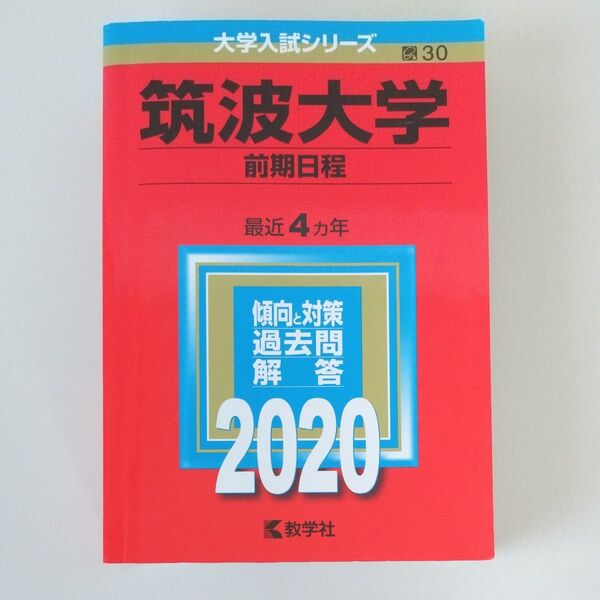 大学入試シリーズ
30
筑波大学
前期日程
最近4カ年
傾向と対策
過去問
解答
2020
教学社